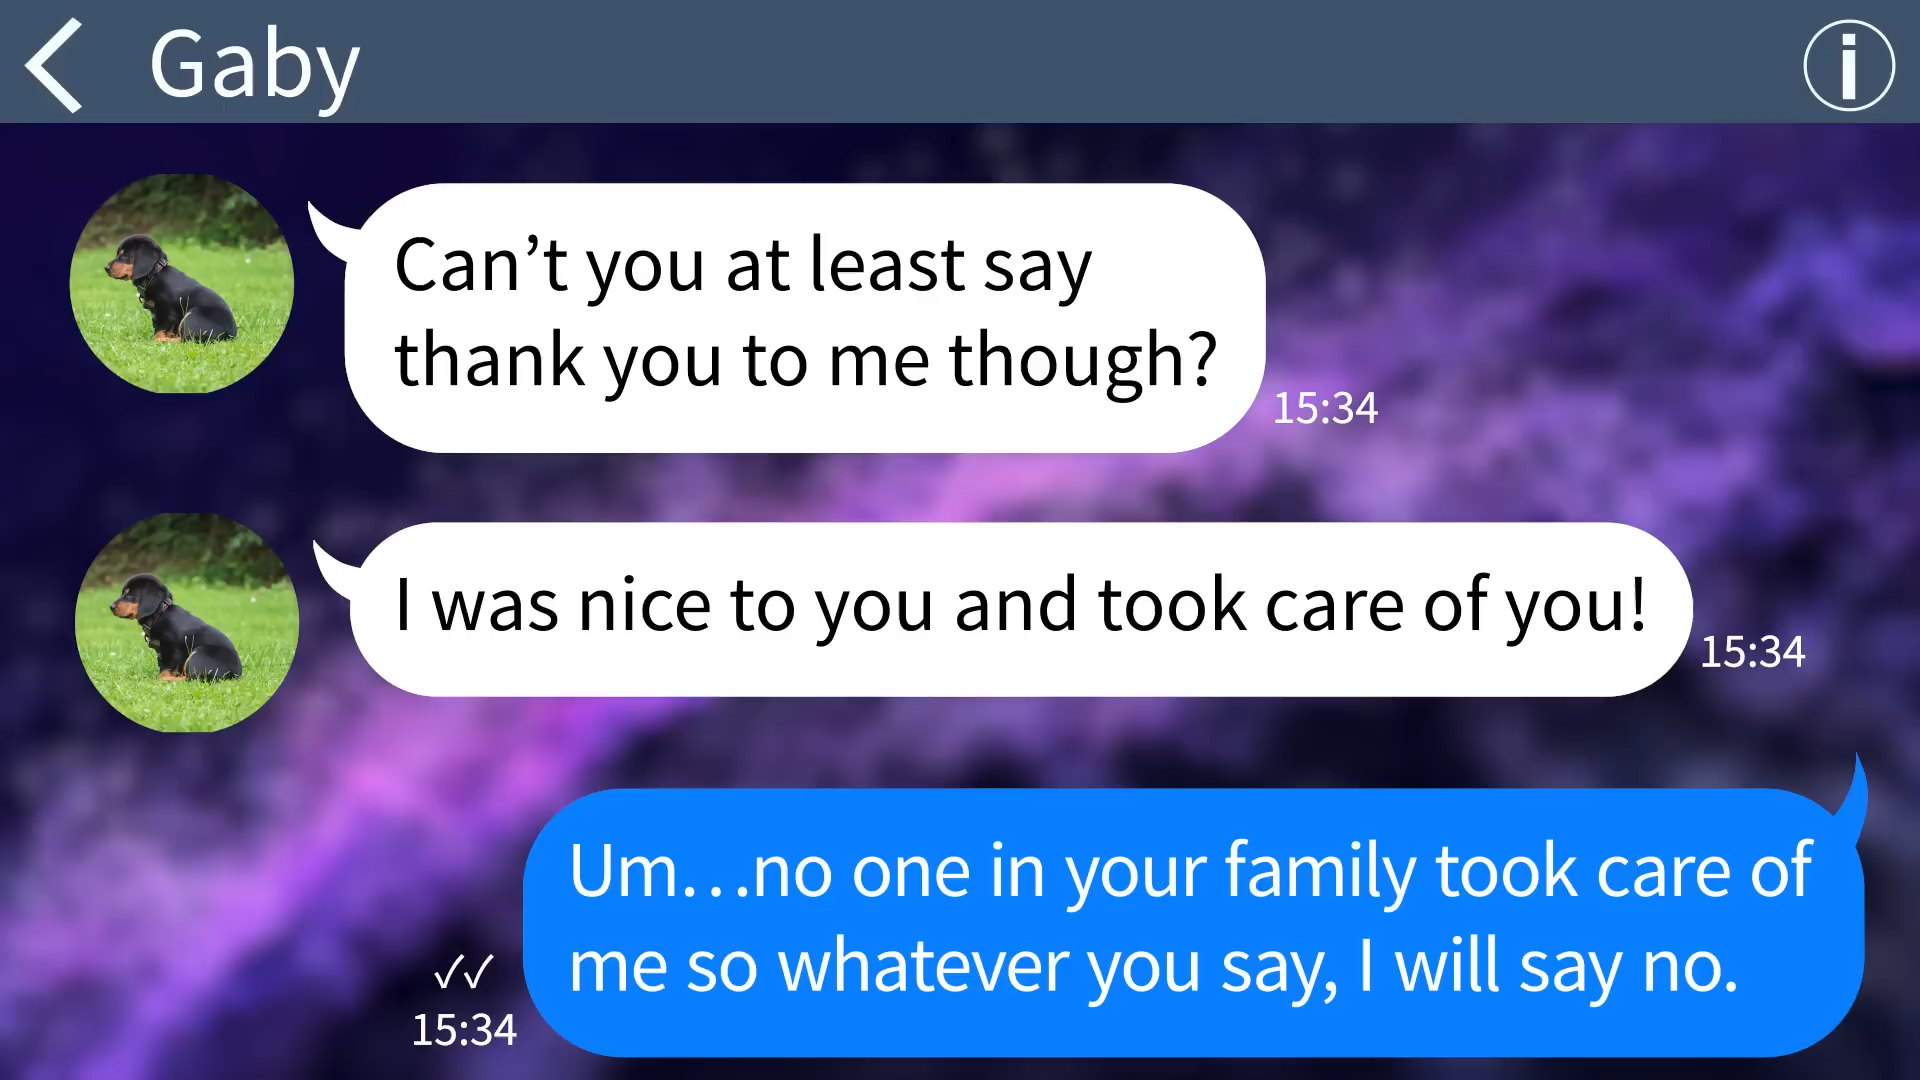 Gaby
Can’t you at least say
thank you to me though?
15:34
I was nice to you and took care of you!
15:34
Um…no one in your family took care of
me so whatever you say, I will say no.
✓✓
15:34